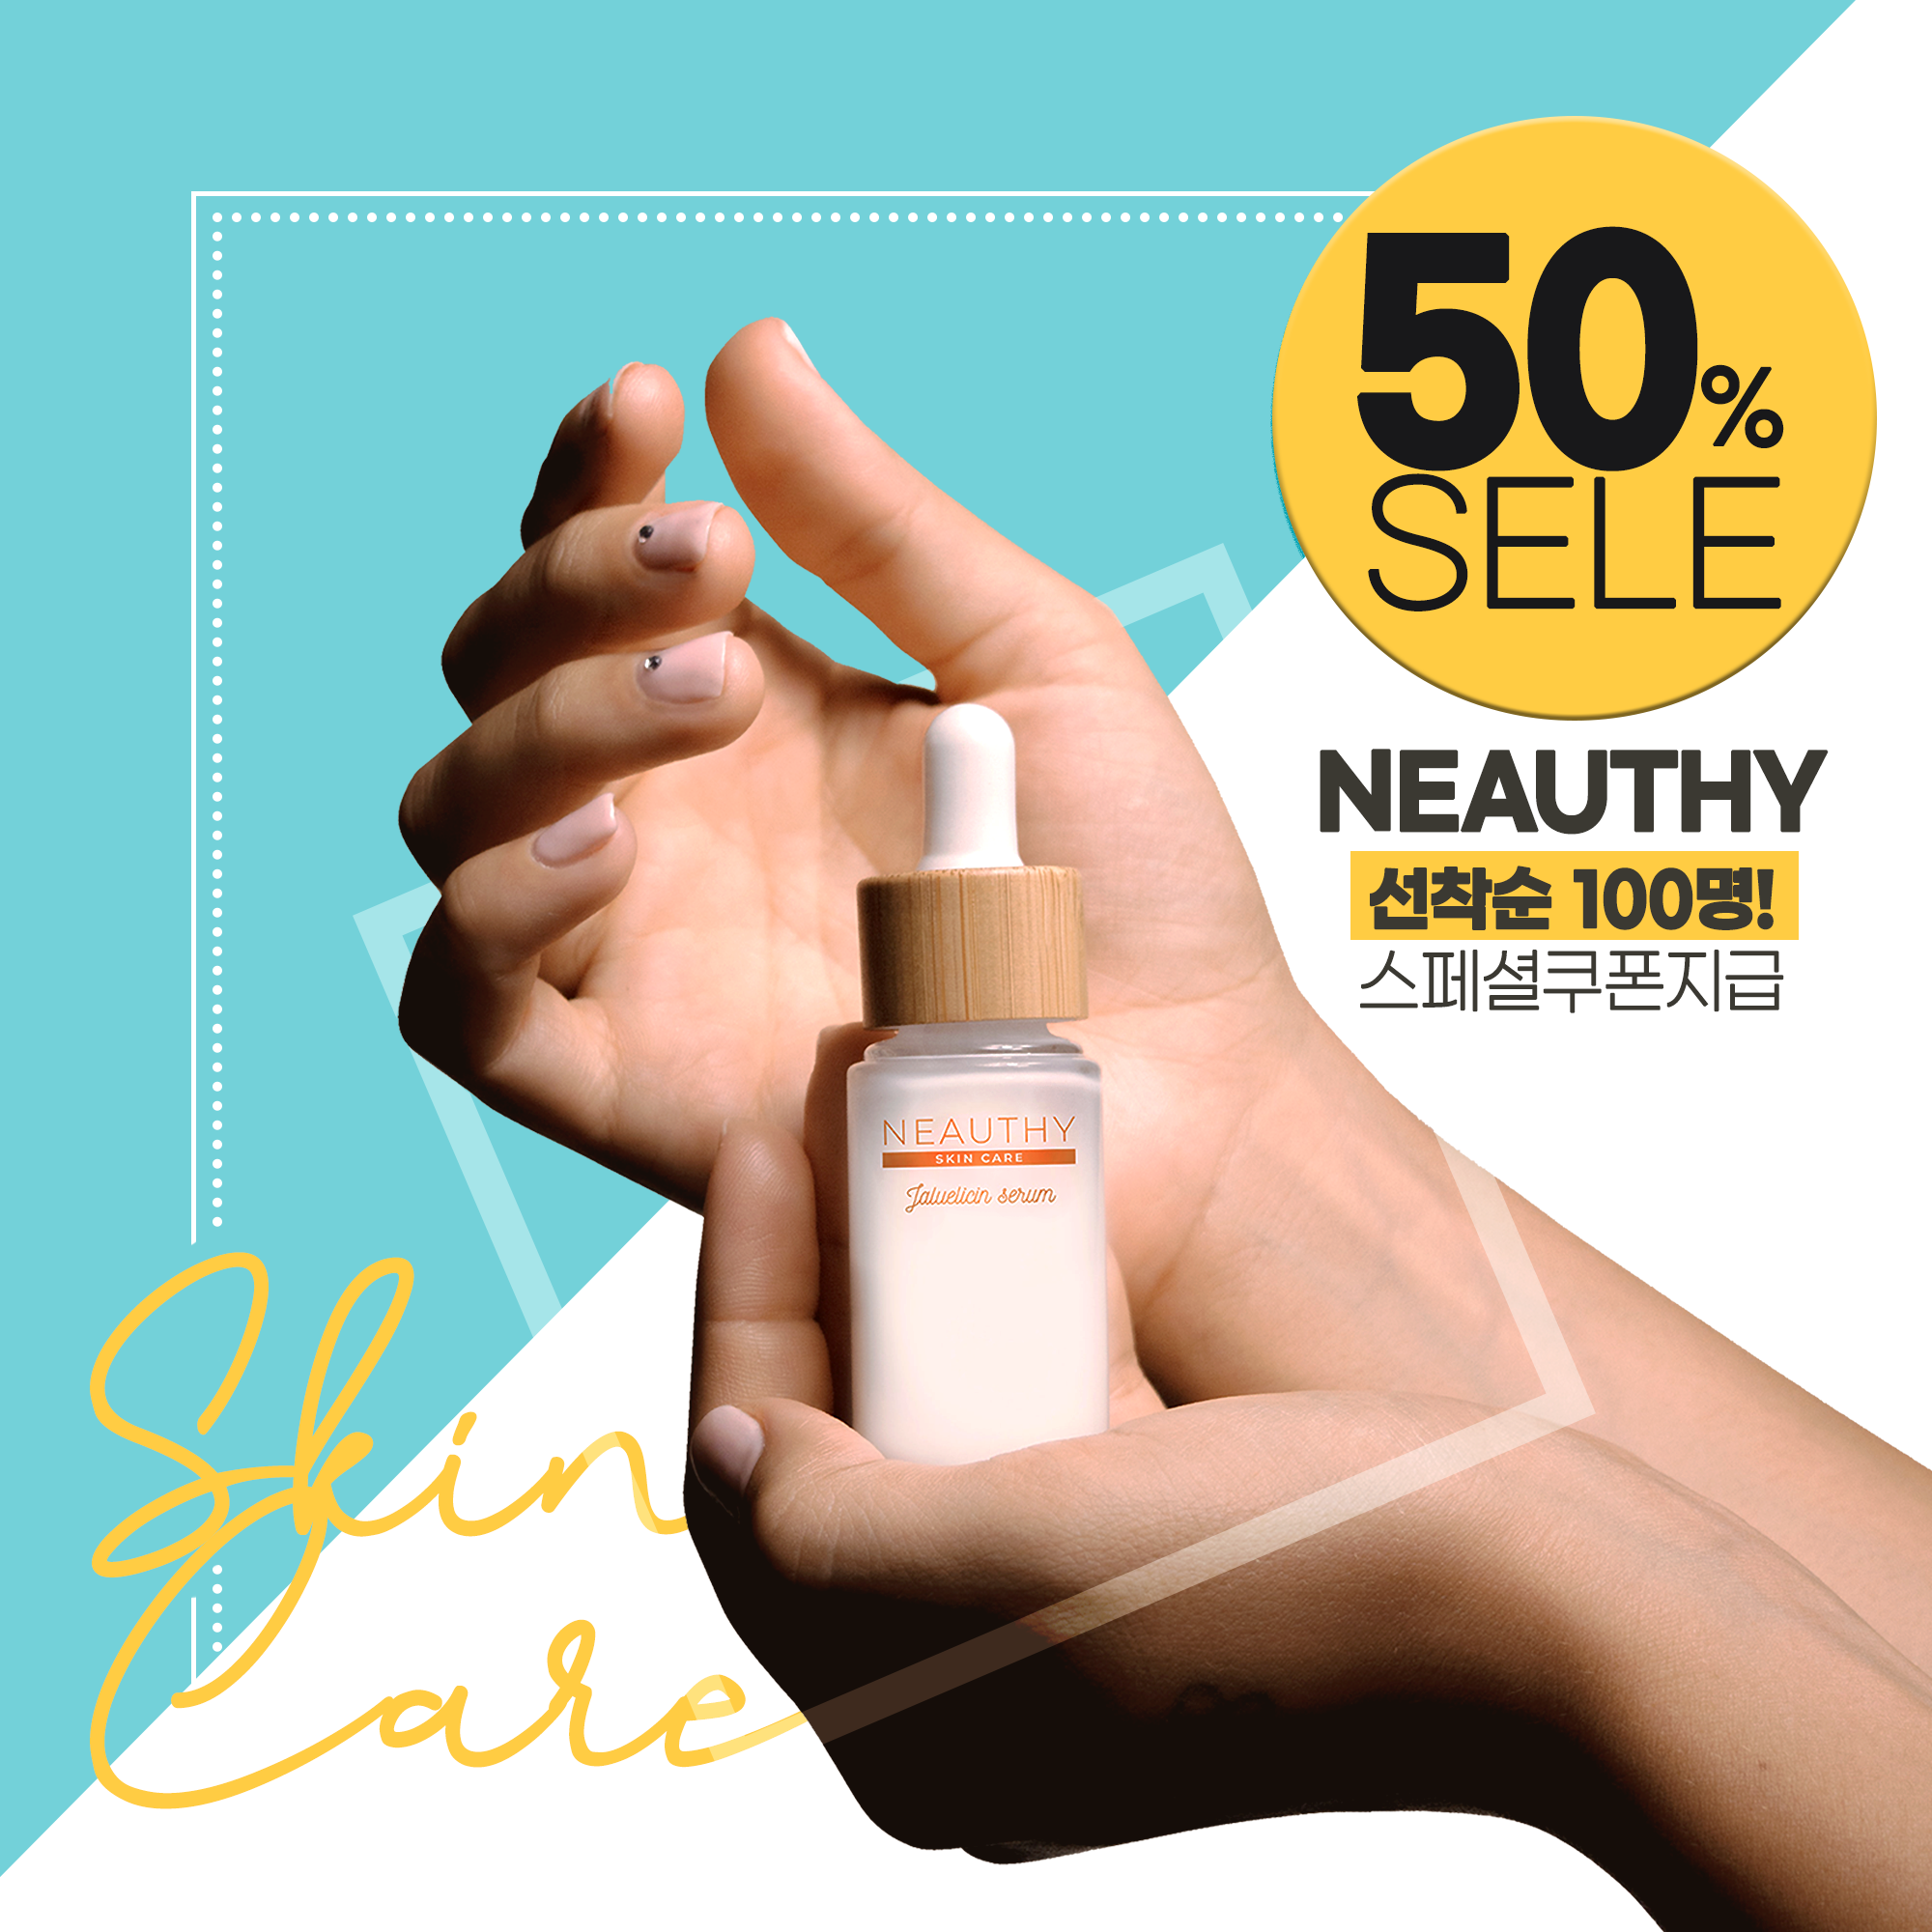 50%
SELE
NEAUTHY
선착순 100명!
스페셜쿠폰지급
NEAUTHY
SKIN CARE
Jaluelicin serum
Skin
Care